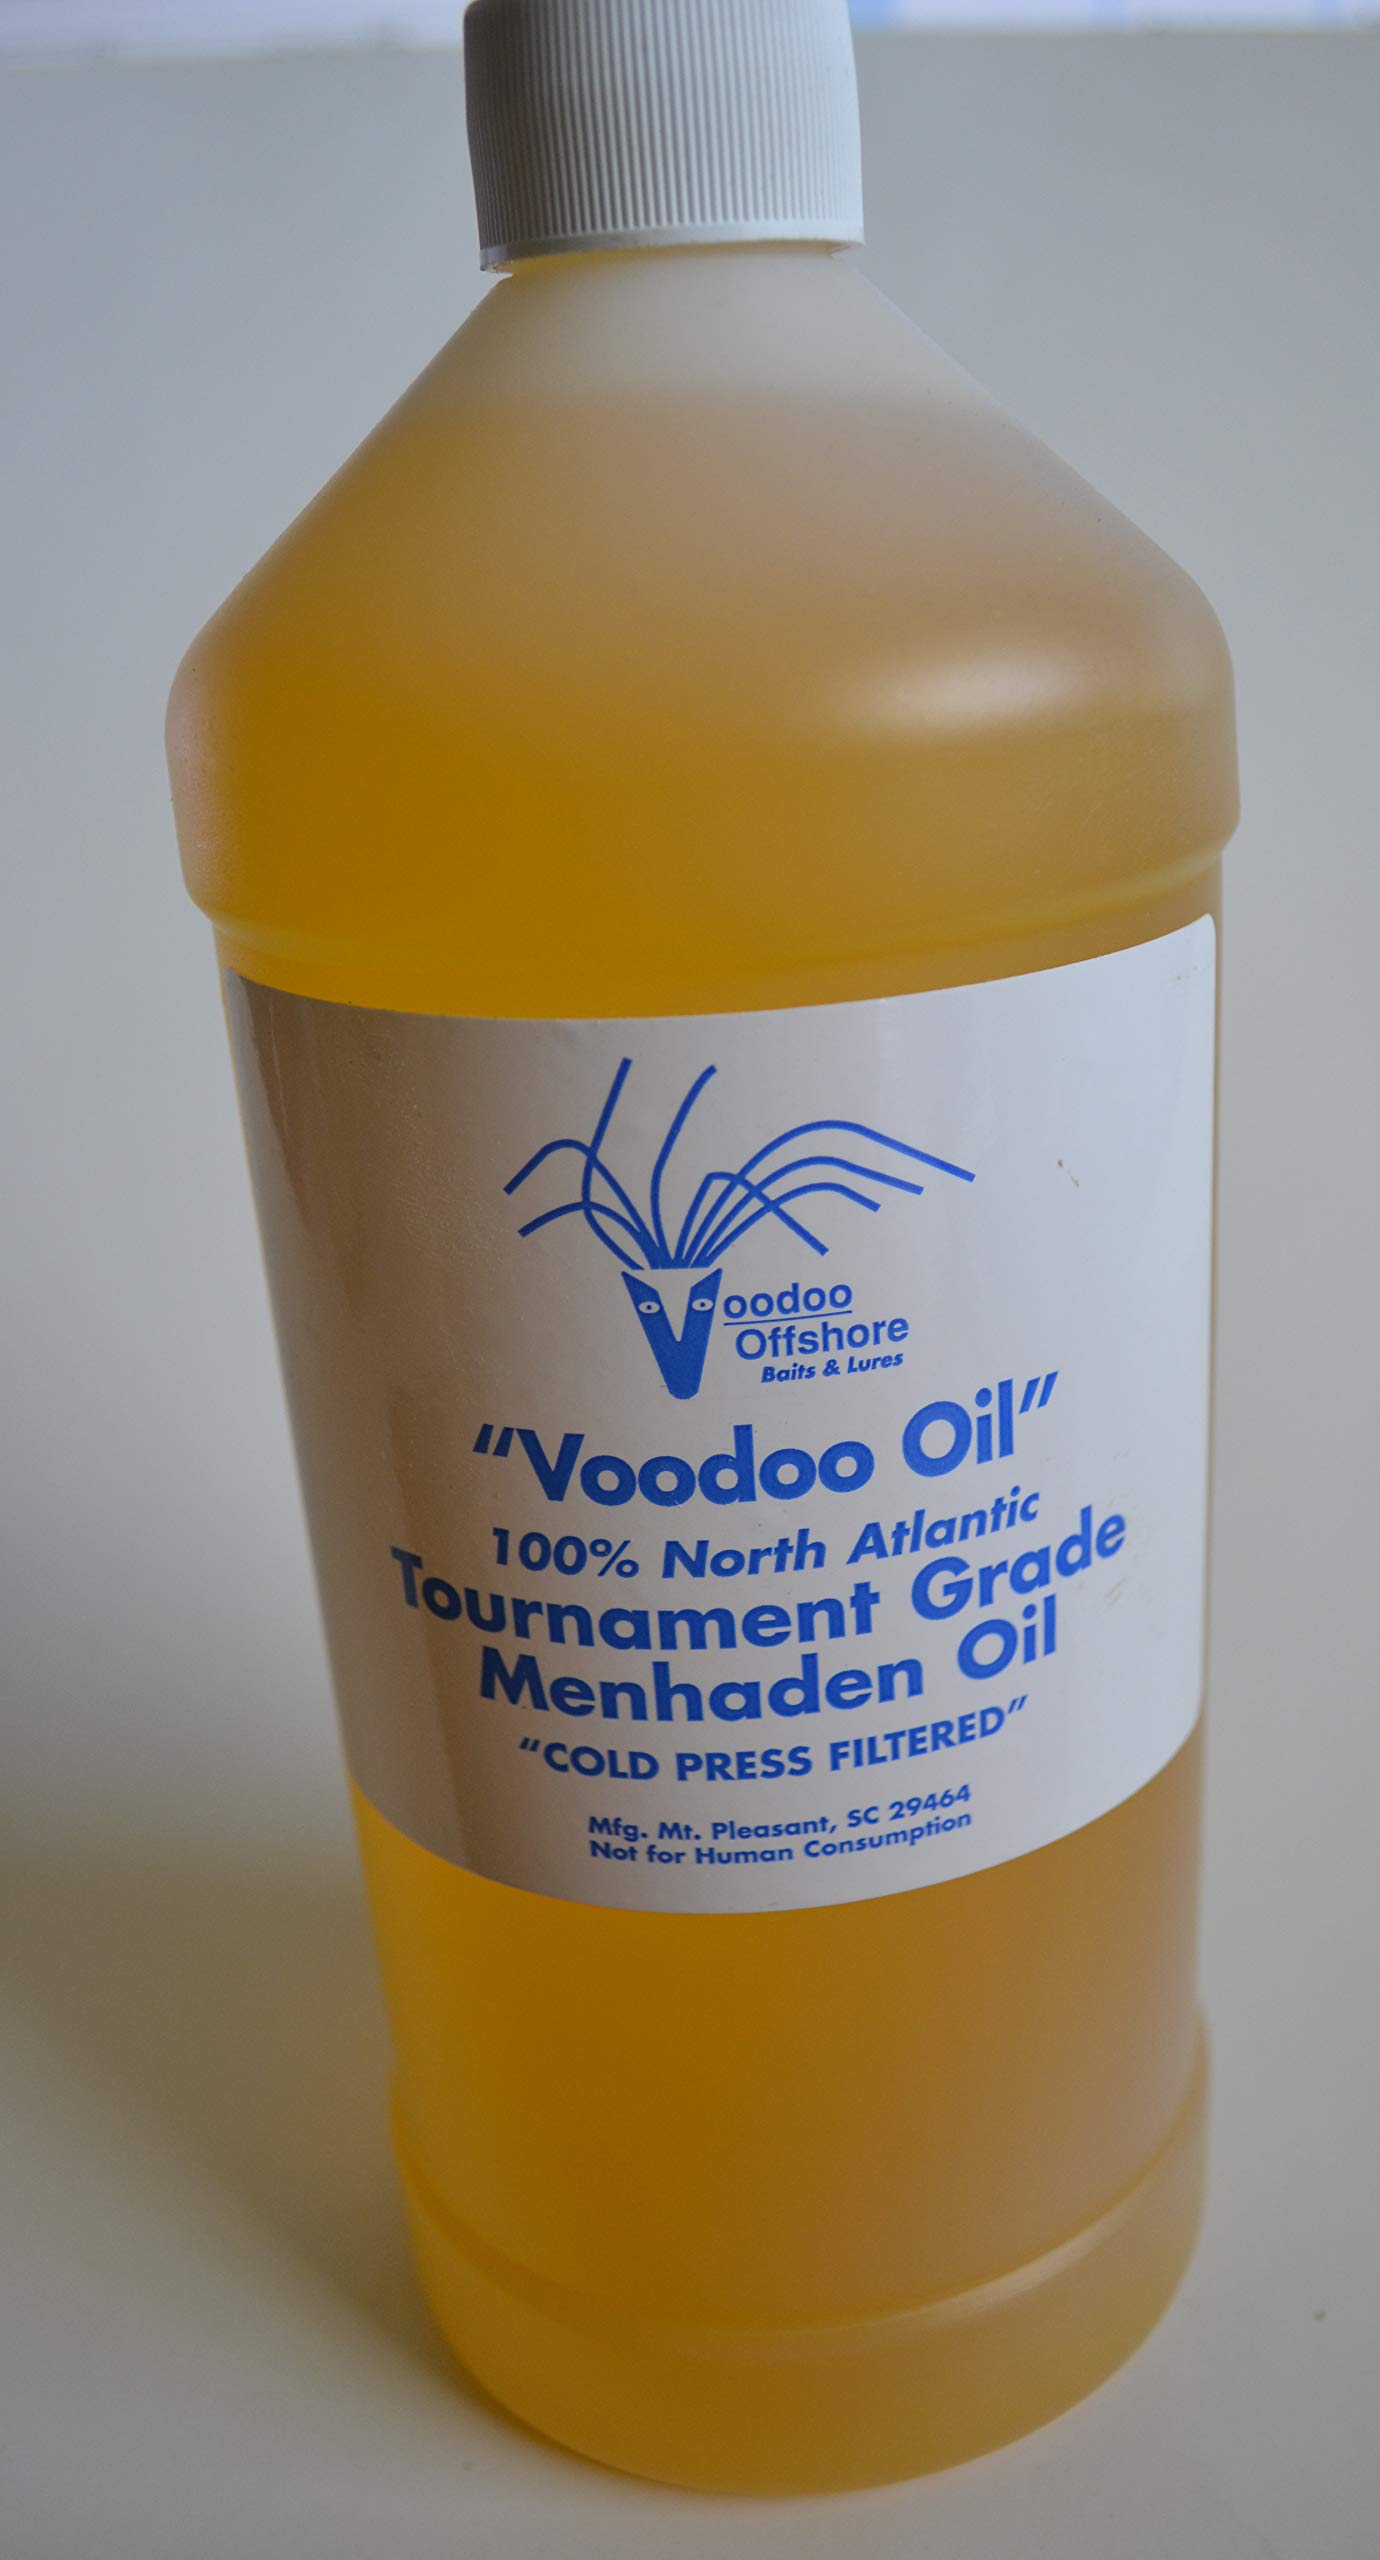 Voodoo
Offshore
Baits & Lures
“Voodoo Oil”
100% North Atlantic
Tournament Grade
Menhaden Oil
“COLD PRESS FILTERED”
Mfg. Mt. Pleasant, SC 29464
Not for Human Consumption